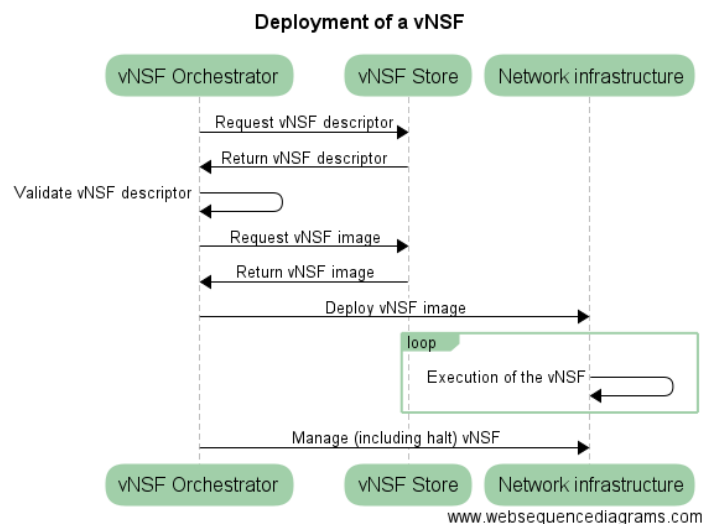 Deployment of a vNSF
vNSF Orchestrator
vNSF Store
Network infrastructure
Request vNSF descriptor
Return vNSF descriptor
Validate vNSF descriptor
Request vNSF image
Return vNSF image
Deploy vNSF image
loop
Execution of the vNSF
Manage (including halt) vNSF
vNSF Orchestrator
vNSF Store
Network infrastructure
www.websequencediagrams.com